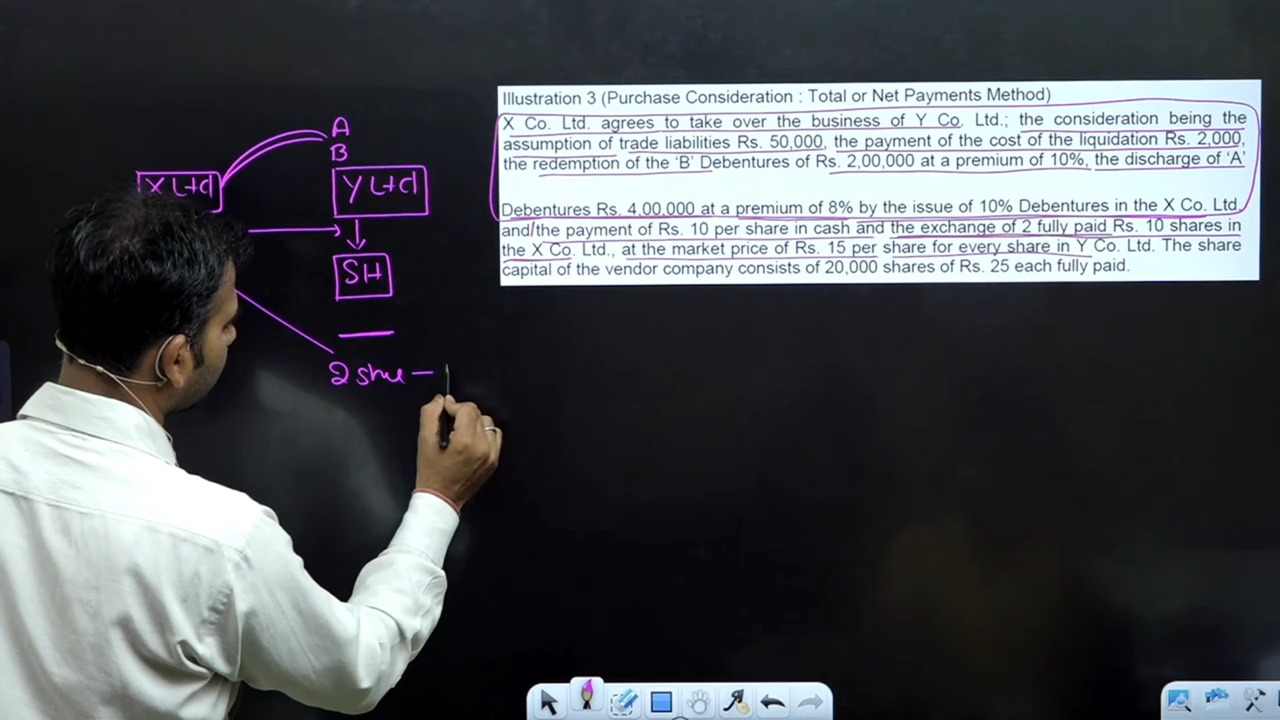 A
B
X Ltd
Y Ltd
SH
2 share –
Illustration 3 (Purchase Consideration : Total or Net Payments Method)
X Co. Ltd. agrees to take over the business of Y Co. Ltd.; the consideration being the
assumption of trade liabilities Rs. 50,000, the payment of the cost of the liquidation Rs. 2,000,
the redemption of the 'B' Debentures of Rs. 2,00,000 at a premium of 10%, the discharge of 'A'
Debentures Rs. 4,00,000 at a premium of 8% by the issue of 10% Debentures in the X Co. Ltd
and/the payment of Rs. 10 per share in cash and the exchange of 2 fully paid Rs. 10 shares in
the X Co. Ltd., at the market price of Rs. 15 per share for every share in Y Co. Ltd. The share
capital of the vendor company consists of 20,000 shares of Rs. 25 each fully paid.